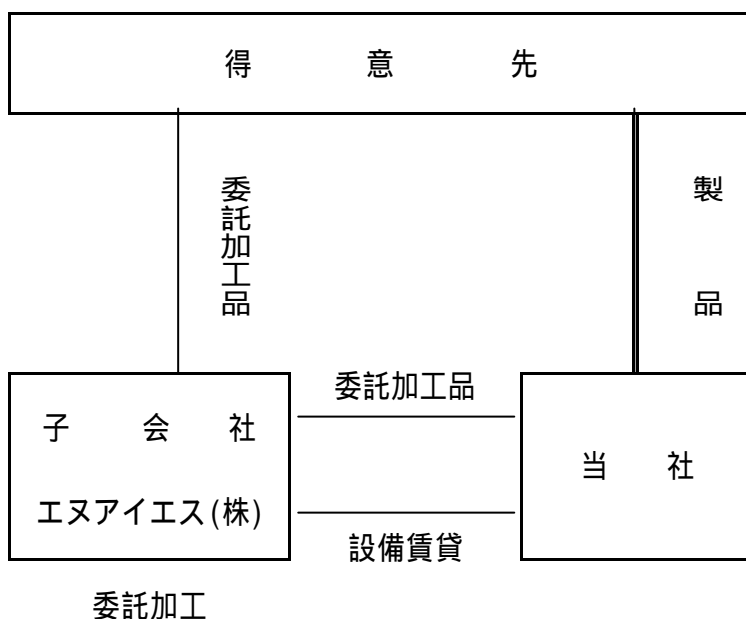 得意先
委託加工品
製品
委託加工品
子会社
エヌアイエス(株)
当社
設備賃貸
委託加工